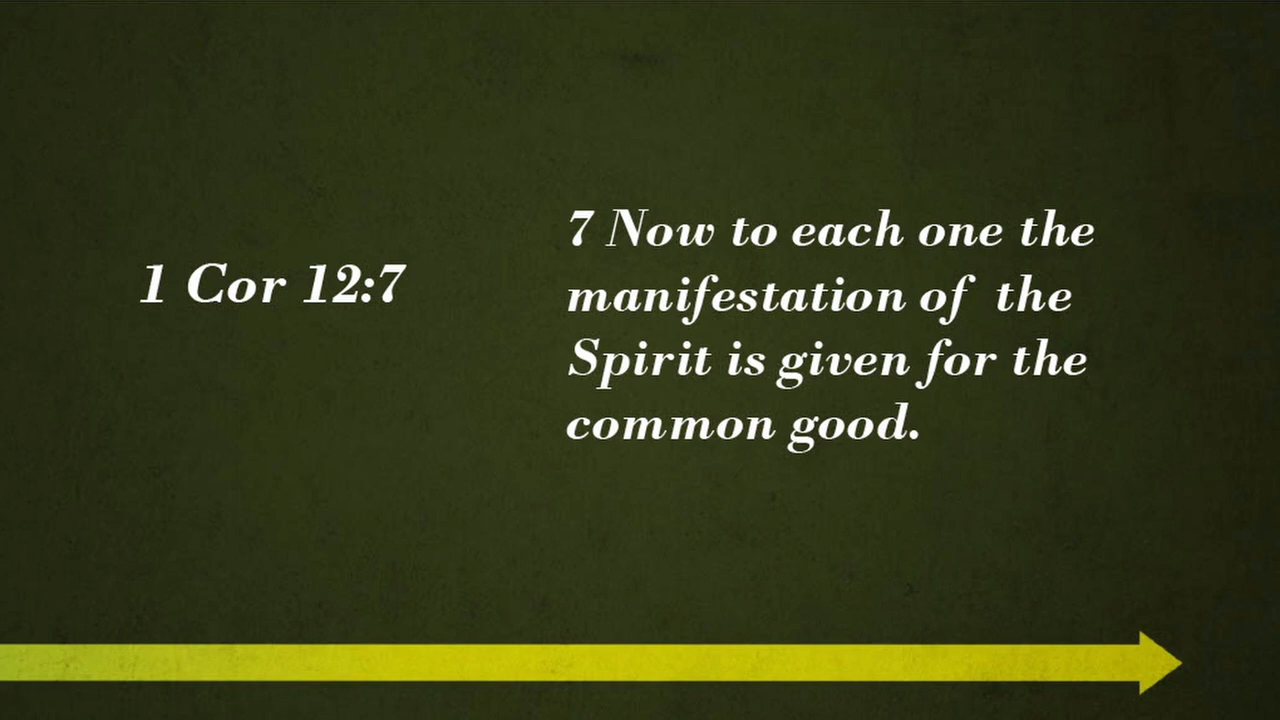 1 Cor 12:7
7 Now to each one the
manifestation of the
Spirit is given for the
common good.